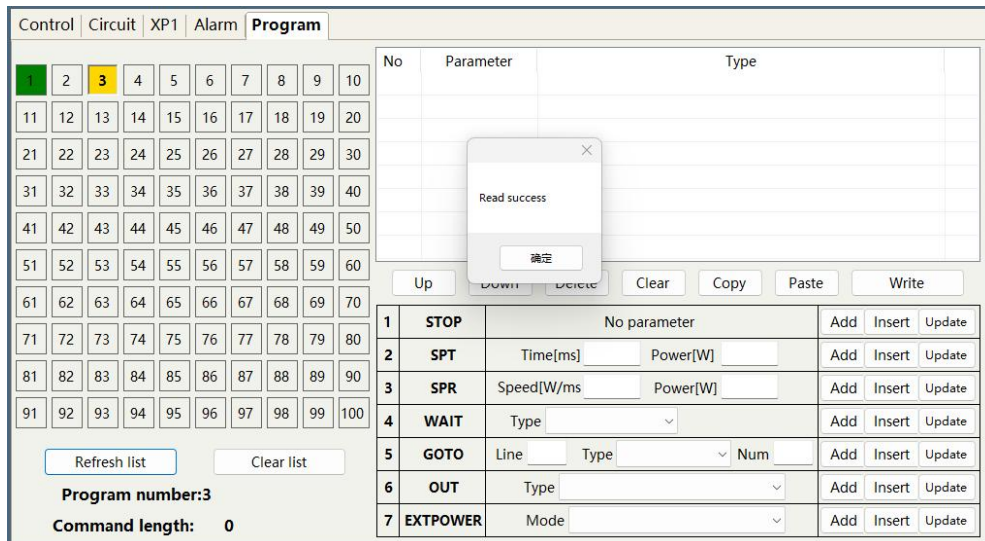 Control Circuit XP1 Alarm Program
1 2 3 4 5 6 7 8 9 10
11 12 13 14 15 16 17 18 19 20
21 22 23 24 25 26 27 28 29 30
31 32 33 34 35 36 37 38 39 40
41 42 43 44 45 46 47 48 49 50
51 52 53 54 55 56 57 58 59 60
61 62 63 64 65 66 67 68 69 70
71 72 73 74 75 76 77 78 79 80
81 82 83 84 85 86 87 88 89 90
91 92 93 94 95 96 97 98 99 100
Refresh list Clear list
Program number:3
Command length: 0
No Parameter Type
Read success
确定
Up Down Delete Clear Copy Paste Write
1 STOP No parameter Add Insert Update
2 SPT Time[ms] Power[W] Add Insert Update
3 SPR Speed[W/ms Power[W] Add Insert Update
4 WAIT Type Add Insert Update
5 GOTO Line Type Num Add Insert Update
6 OUT Type Add Insert Update
7 EXTPOWER Mode Add Insert Update